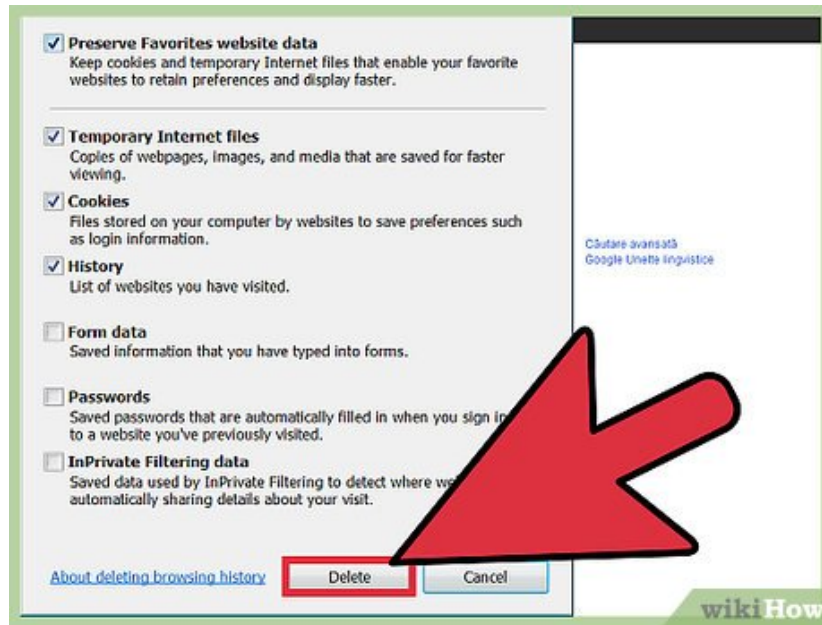 Preserve Favorites website data
Keep cookies and temporary Internet files that enable your favorite
websites to retain preferences and display faster.
Temporary Internet files
Copies of webpages, images, and media that are saved for faster
viewing.
Cookies
Files stored on your computer by websites to save preferences such
as login information.
History
List of websites you have visited.
Form data
Saved information that you have typed into forms.
Passwords
Saved passwords that are automatically filled in when you sign in
to a website you've previously visited.
InPrivate Filtering data
Saved data used by InPrivate Filtering to detect where
automatically sharing details about your visit.
About deleting browsing history
Delete
Cancel
Căutare avansată
Google Unelte lingvistice
wikiHow